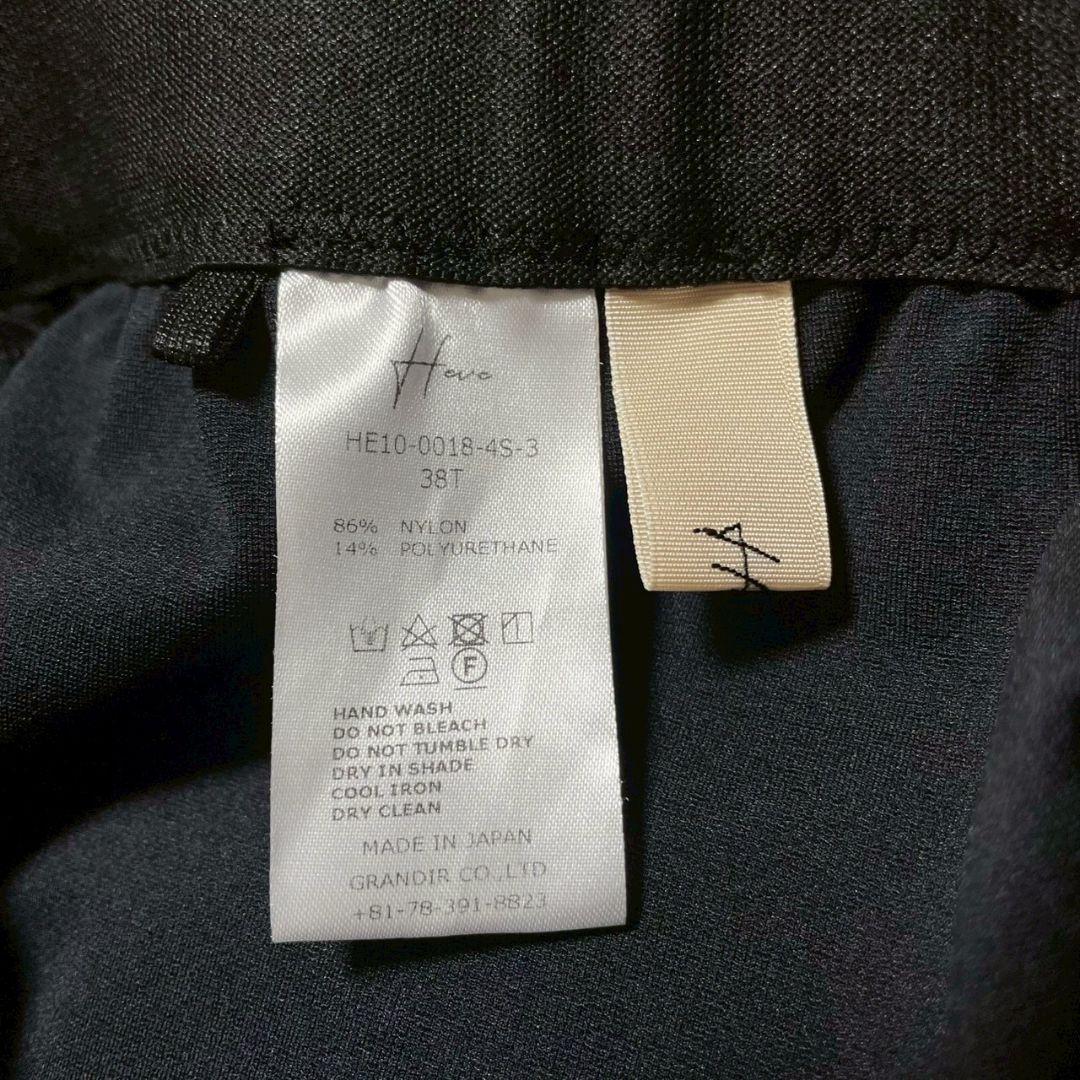 Heve
HE10-0018-4S-3
38T
86% NYLON
14% POLYURETHANE
F
HAND WASH
DO NOT BLEACH
DO NOT TUMBLE DRY
DRY IN SHADE
COOL IRON
DRY CLEAN
MADE IN JAPAN
GRANDIR CO.,LTD
+81-78-391-8823